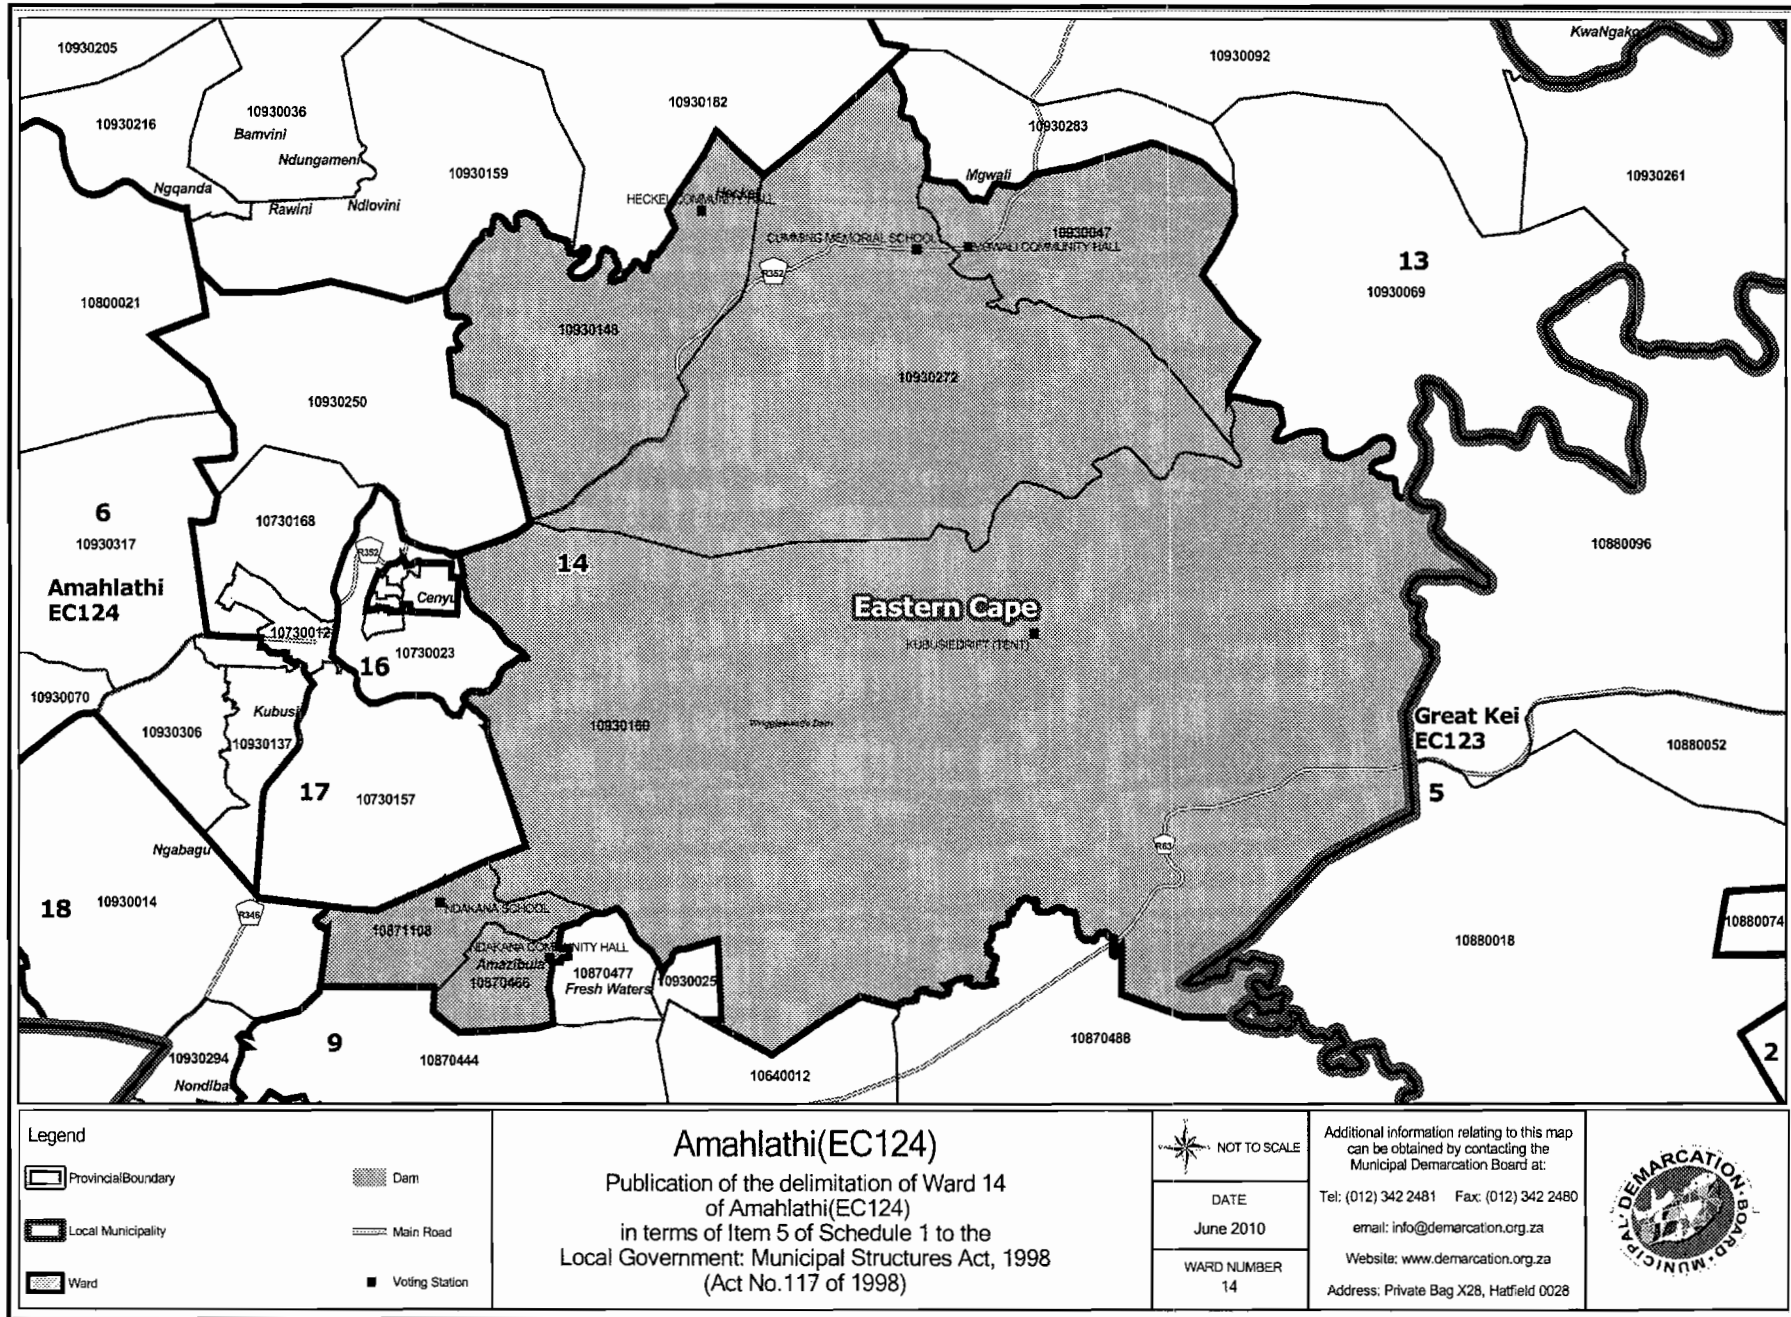 KwaNgako
10930205
10930092
10930182
10930036
10930216
Bamvini
10930283
Ndungameni
10930159
Mgwali
10930261
Ngqanda
Rawini
Ndlovini
HECKEL COMMUNITY HALL
Heckel
10930047
CUMMING MEMORIAL SCHOOL
MGWALI COMMUNITY HALL
13
R352
10930069
10800021
10930148
10930272
10930250
6
10730168
10930317
R352
14
10880096
Amahlathi
EC124
Cenyu
Eastern Cape
10730012
KUBUSIEDRIFT (TENT)
16
10730023
10930070
Kubusi
10930306
10930137
10930160
Great Kei
EC123
10880052
17
10730157
5
Ngabagu
R63
18
10930014
R346
NDAKANA SCHOOL
10871108
10880074
NDAKANA COMMUNITY HALL
10880018
Amazibula
10870466
10870477
Fresh Waters
10930025
9
10870488
2
10930294
10870444
10640012
Nondlba
Legend
ProvincialBoundary
Dam
Local Municipality
Main Road
Ward
Voting Station
Amahlathi(EC124)
Publication of the delimitation of Ward 14
of Amahlathi(EC124)
in terms of Item 5 of Schedule 1 to the
Local Government: Municipal Structures Act, 1998
(Act No.117 of 1998)
NOT TO SCALE
DATE
June 2010
WARD NUMBER
14
Additional information relating to this map
can be obtained by contacting the
Municipal Demarcation Board at:
Tel: (012) 342 2481 Fax: (012) 342 2480
email: info@demarcation.org.za
Website: www.demarcation.org.za
Address: Private Bag X28, Hatfield 0028
MUNICIPAL DEMARCATION BOARD